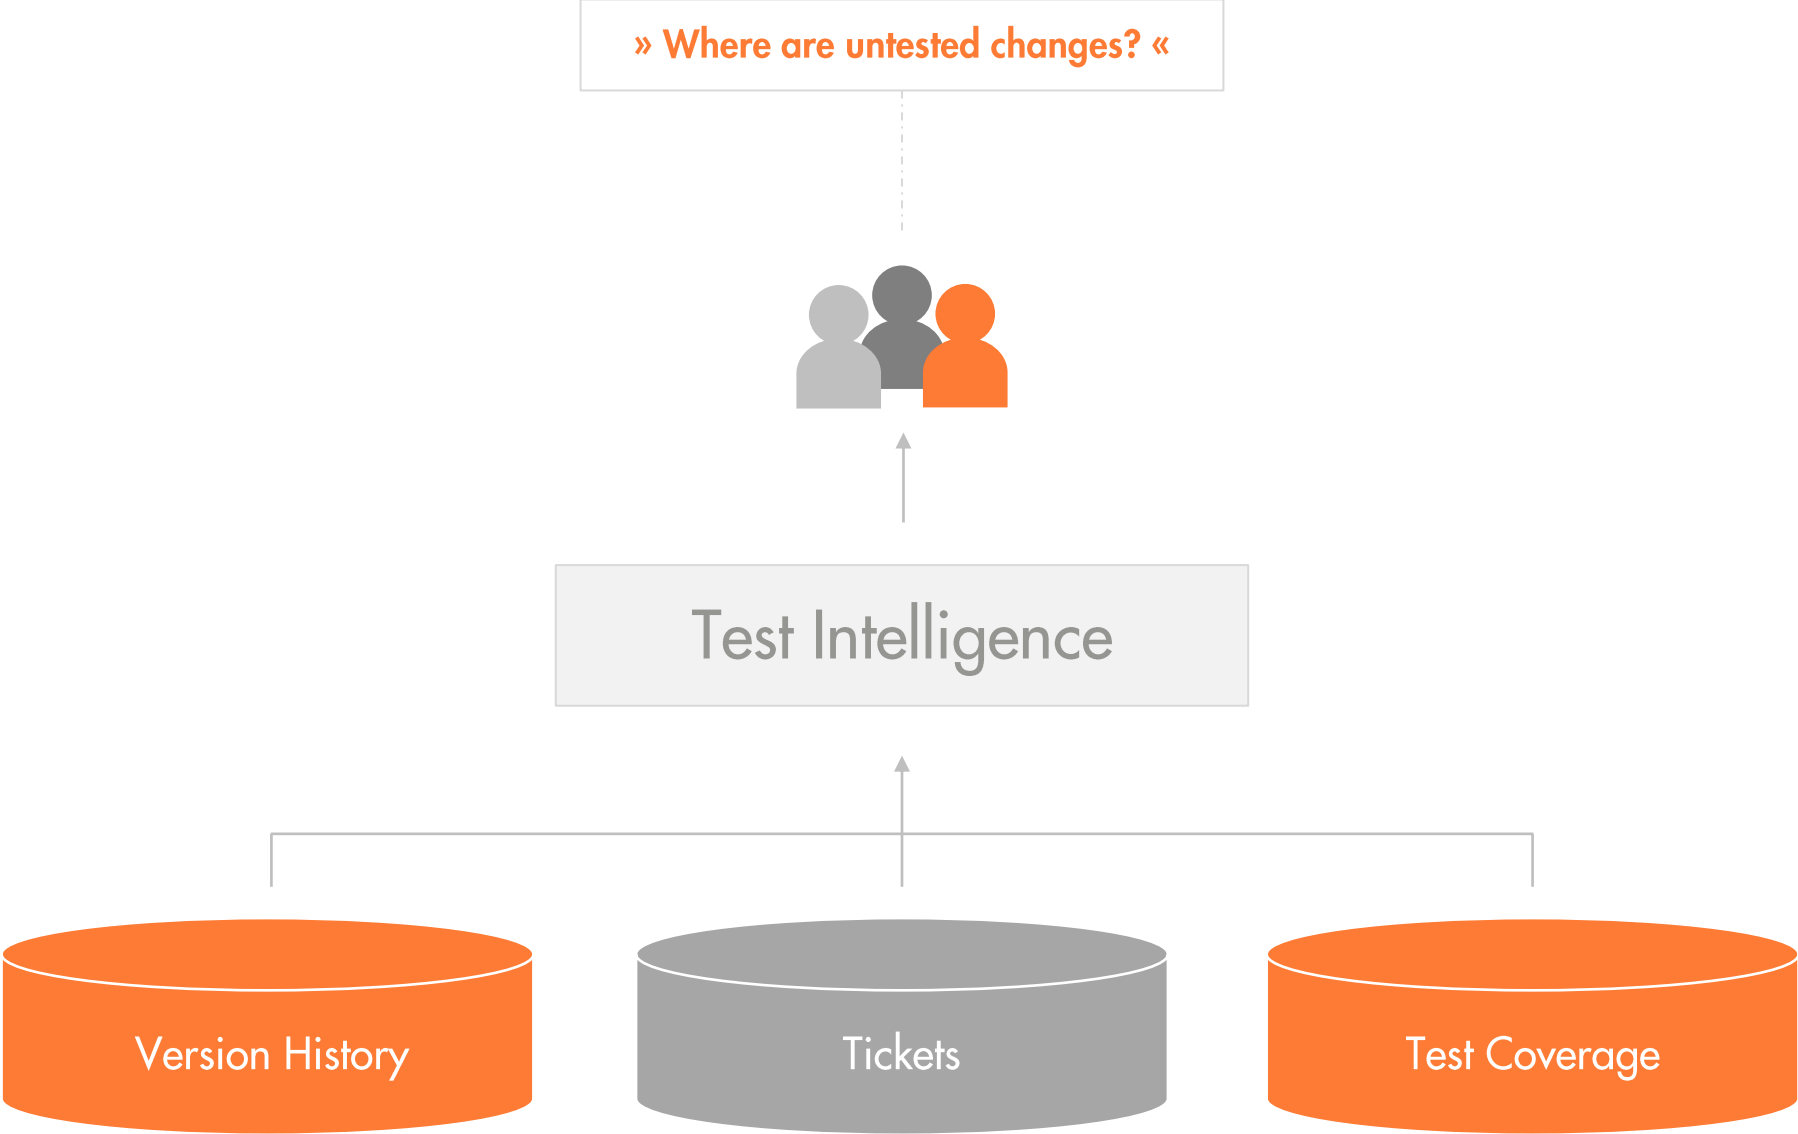 » Where are untested changes? «
Test Intelligence
Version History
Tickets
Test Coverage